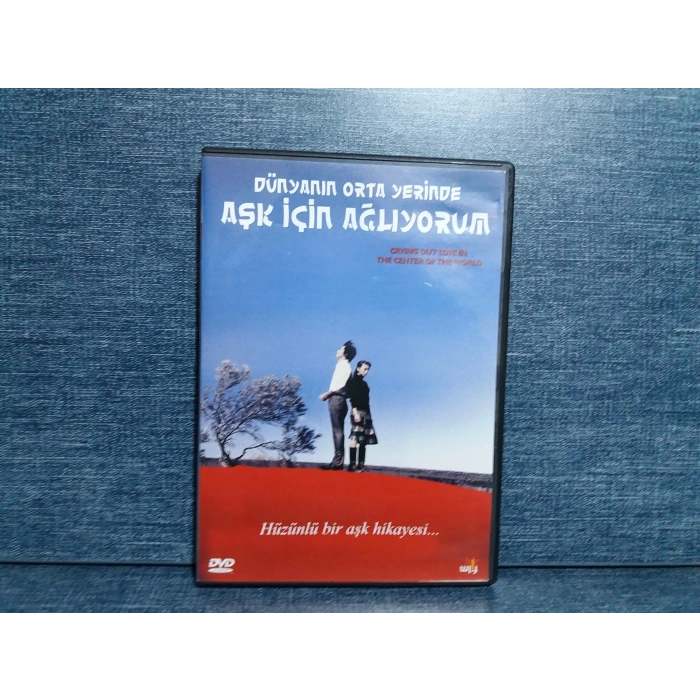 DÜNYANIN ORTA YERİNDE
AŞK İÇİN AĞLIYORUM
CRYING OUT LOVE IN
THE CENTER OF THE WORLD
Hüzünlü bir aşk hikayesi...
DVD